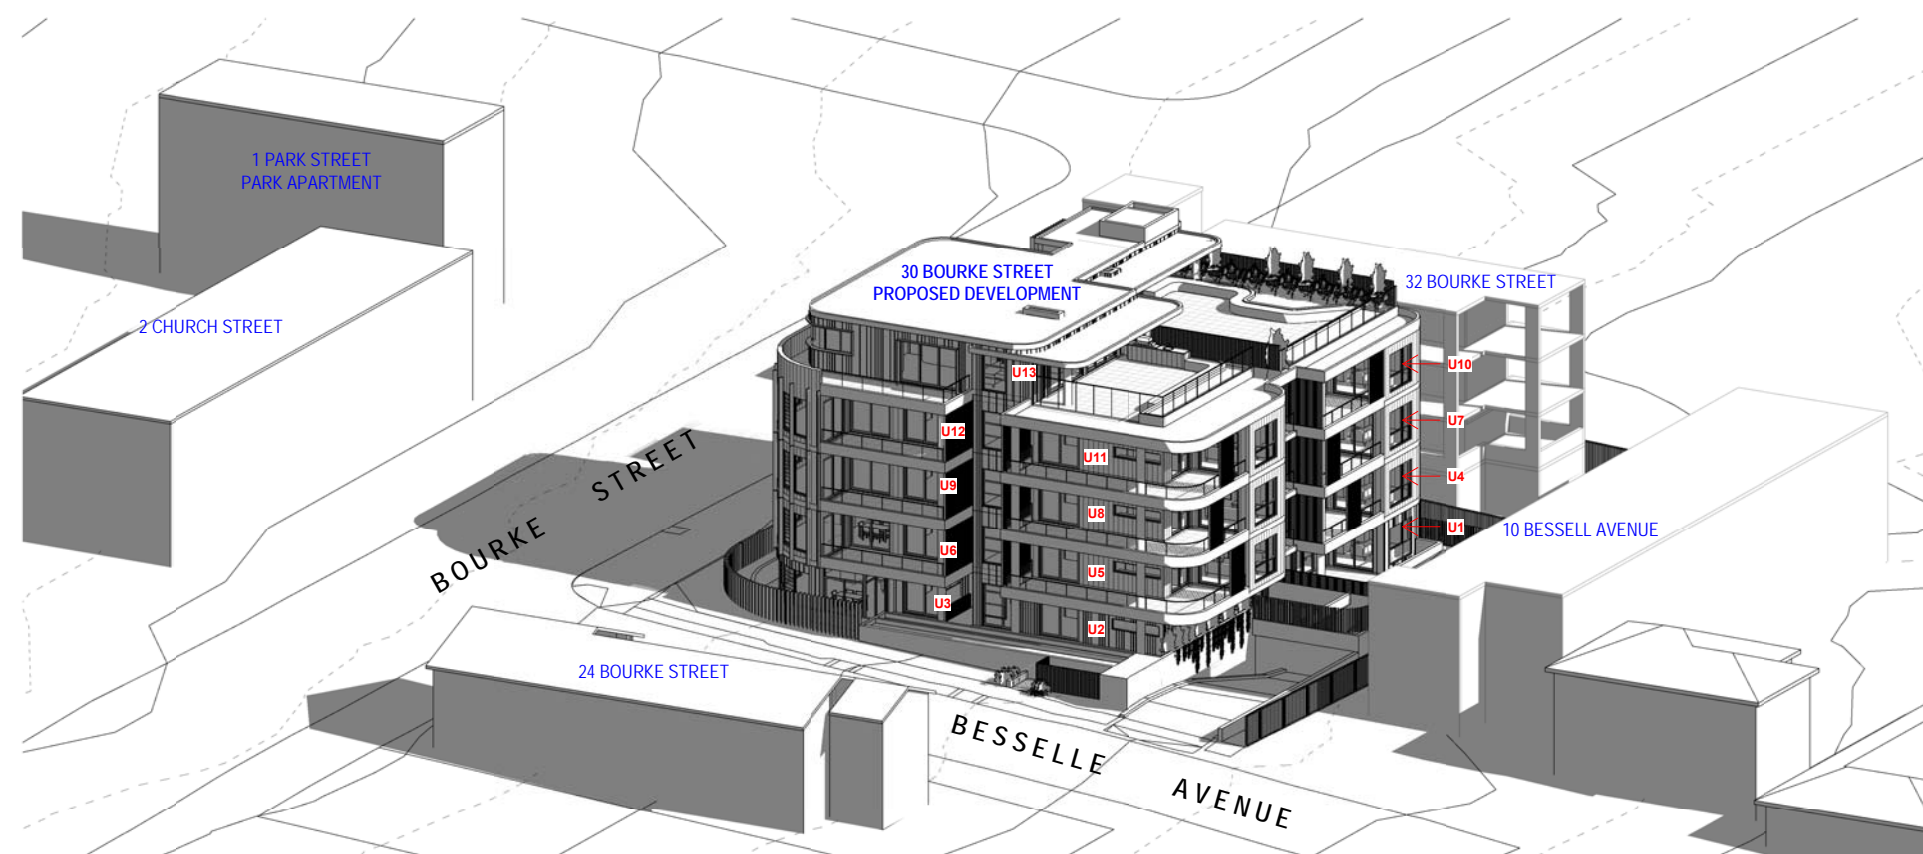 1 PARK STREET
PARK APARTMENT
2 CHURCH STREET
30 BOURKE STREET
PROPOSED DEVELOPMENT
32 BOURKE STREET
U13
U10
U12
U11
U7
U9
U8
U4
U6
U5
U1
U3
U2
10 BESSELL AVENUE
BOURKE STREET
24 BOURKE STREET
BESSELLE AVENUE